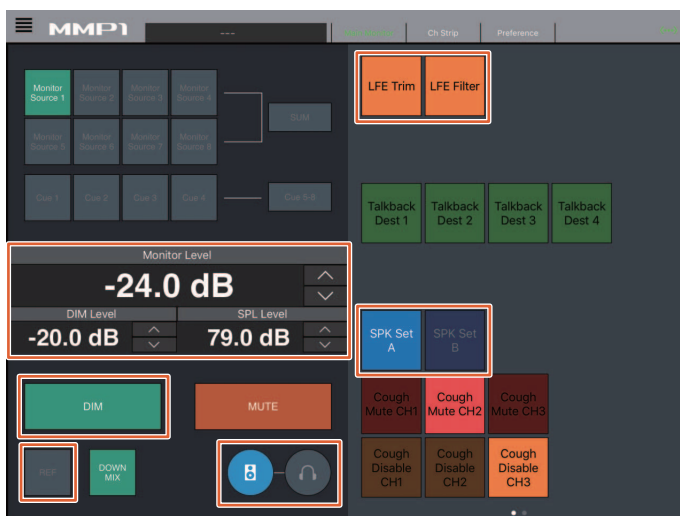 MMP1
---
Ch Strip
Preference
Monitor Source 1
Monitor Source 2
Monitor Source 3
Monitor Source 4
Monitor Source 5
Monitor Source 6
Monitor Source 7
Monitor Source 8
SUM
Cue 1
Cue 2
Cue 3
Cue 4
Cue 5-8
Monitor Level
-24.0 dB
DIM Level
SPL Level
-20.0 dB
79.0 dB
DIM
MUTE
REF
DOWN
MIX
LFE Trim
LFE Filter
Talkback
Dest 1
Talkback
Dest 2
Talkback
Dest 3
Talkback
Dest 4
SPK Set
A
SPK Set
B
Cough
Mute CH1
Cough
Mute CH2
Cough
Mute CH3
Cough
Disable
CH1
Cough
Disable
CH2
Cough
Disable
CH3